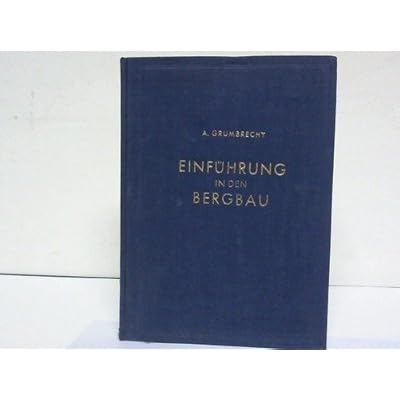 A. GRUMBRECHT
EINFÜHRUNG
IN DEN
BERGBAU